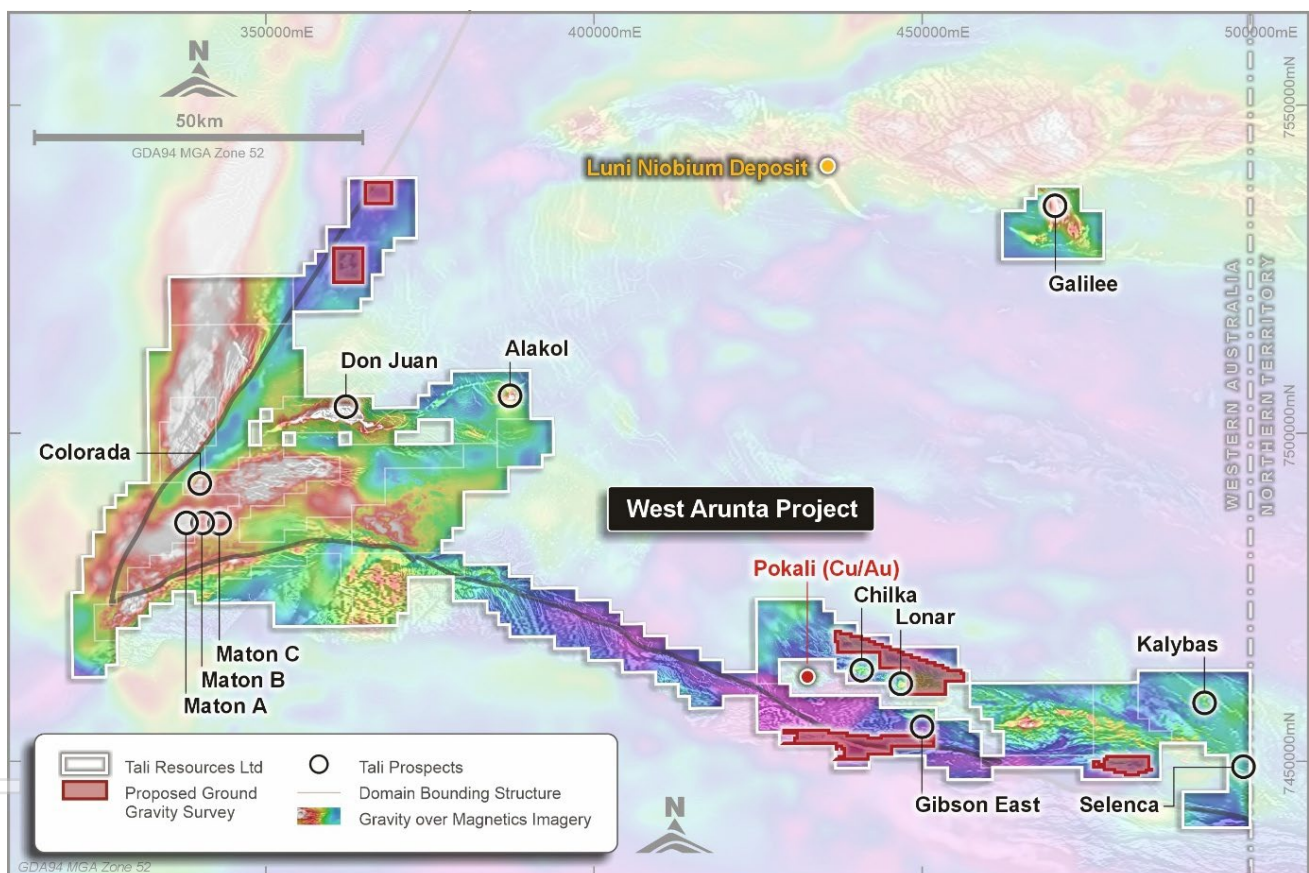 350000mE
400000mE
450000mE
500000mE
N
50km
GDA94 MGA Zone 52
7550000mN
Luni Niobium Deposit
Galilee
WESTERN AUSTRALIA
NORTHERN TERRITORY
Don Juan
Alakol
7500000mN
Colorada
West Arunta Project
Pokali (Cu/Au)
Chilka
Lonar
Kalybas
Maton C
Maton B
Maton A
7450000mN
Gibson East
Selenca
Tali Resources Ltd
Proposed Ground
Gravity Survey
Tali Prospects
Domain Bounding Structure
Gravity over Magnetics Imagery
N
GDA94 MGA Zone 52